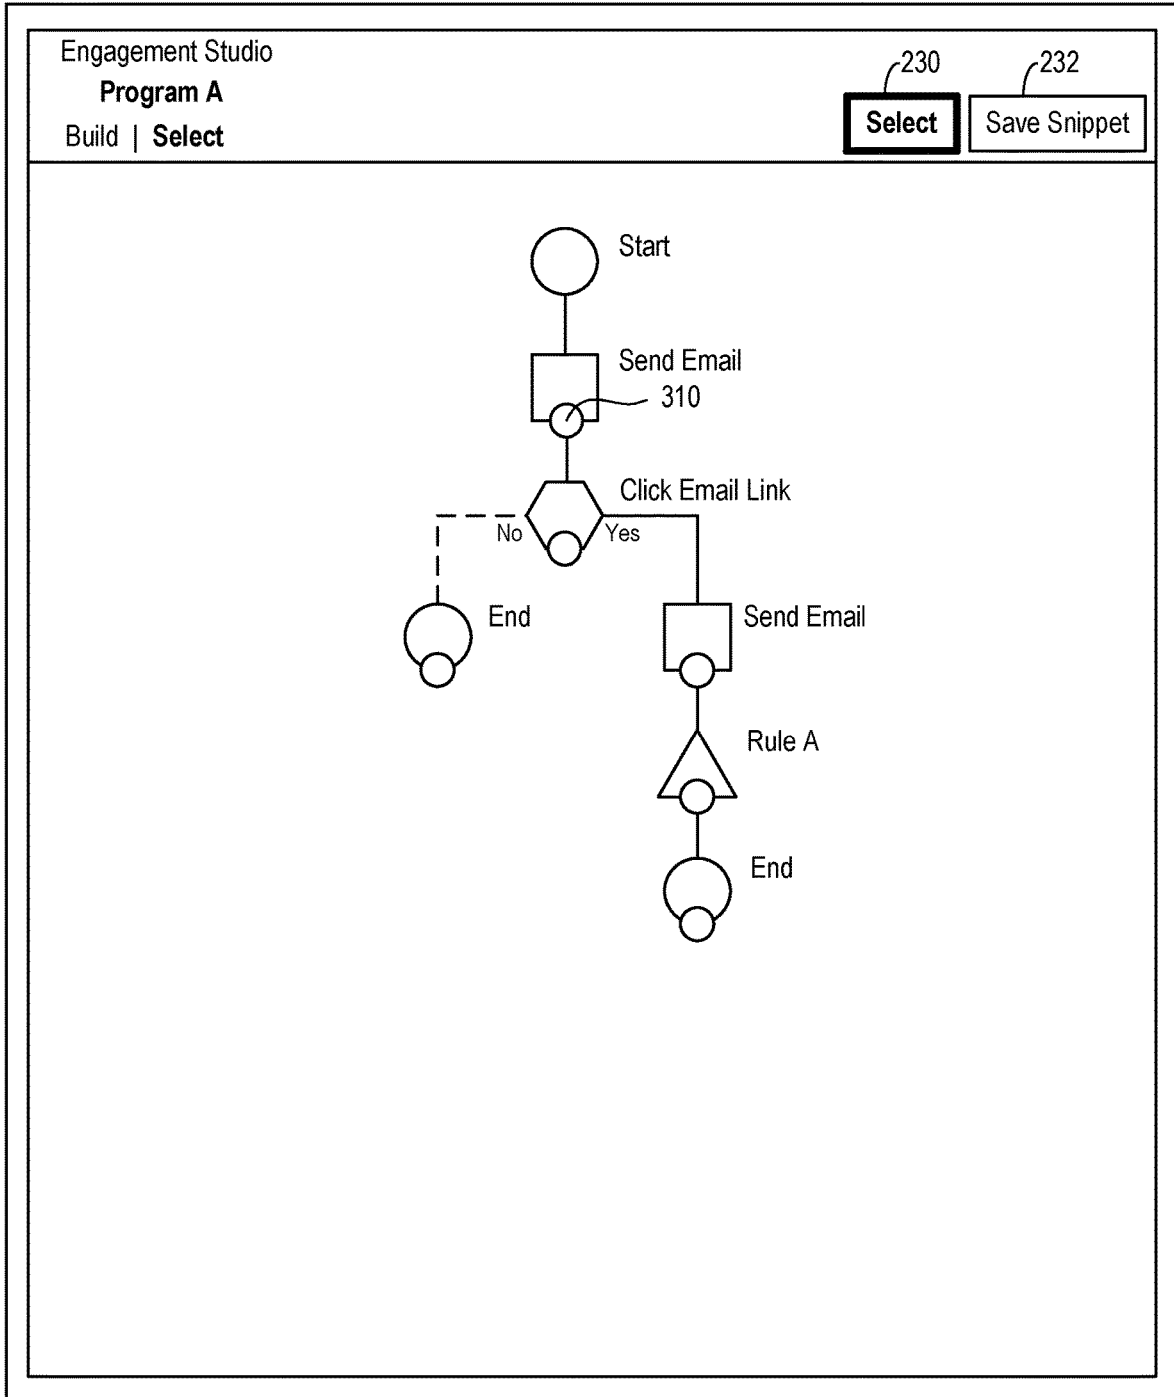 Engagement Studio
Program A
Build | Select
230
232
Select
Save Snippet
Start
Send Email
310
Click Email Link
No
Yes
End
Send Email
Rule A
End